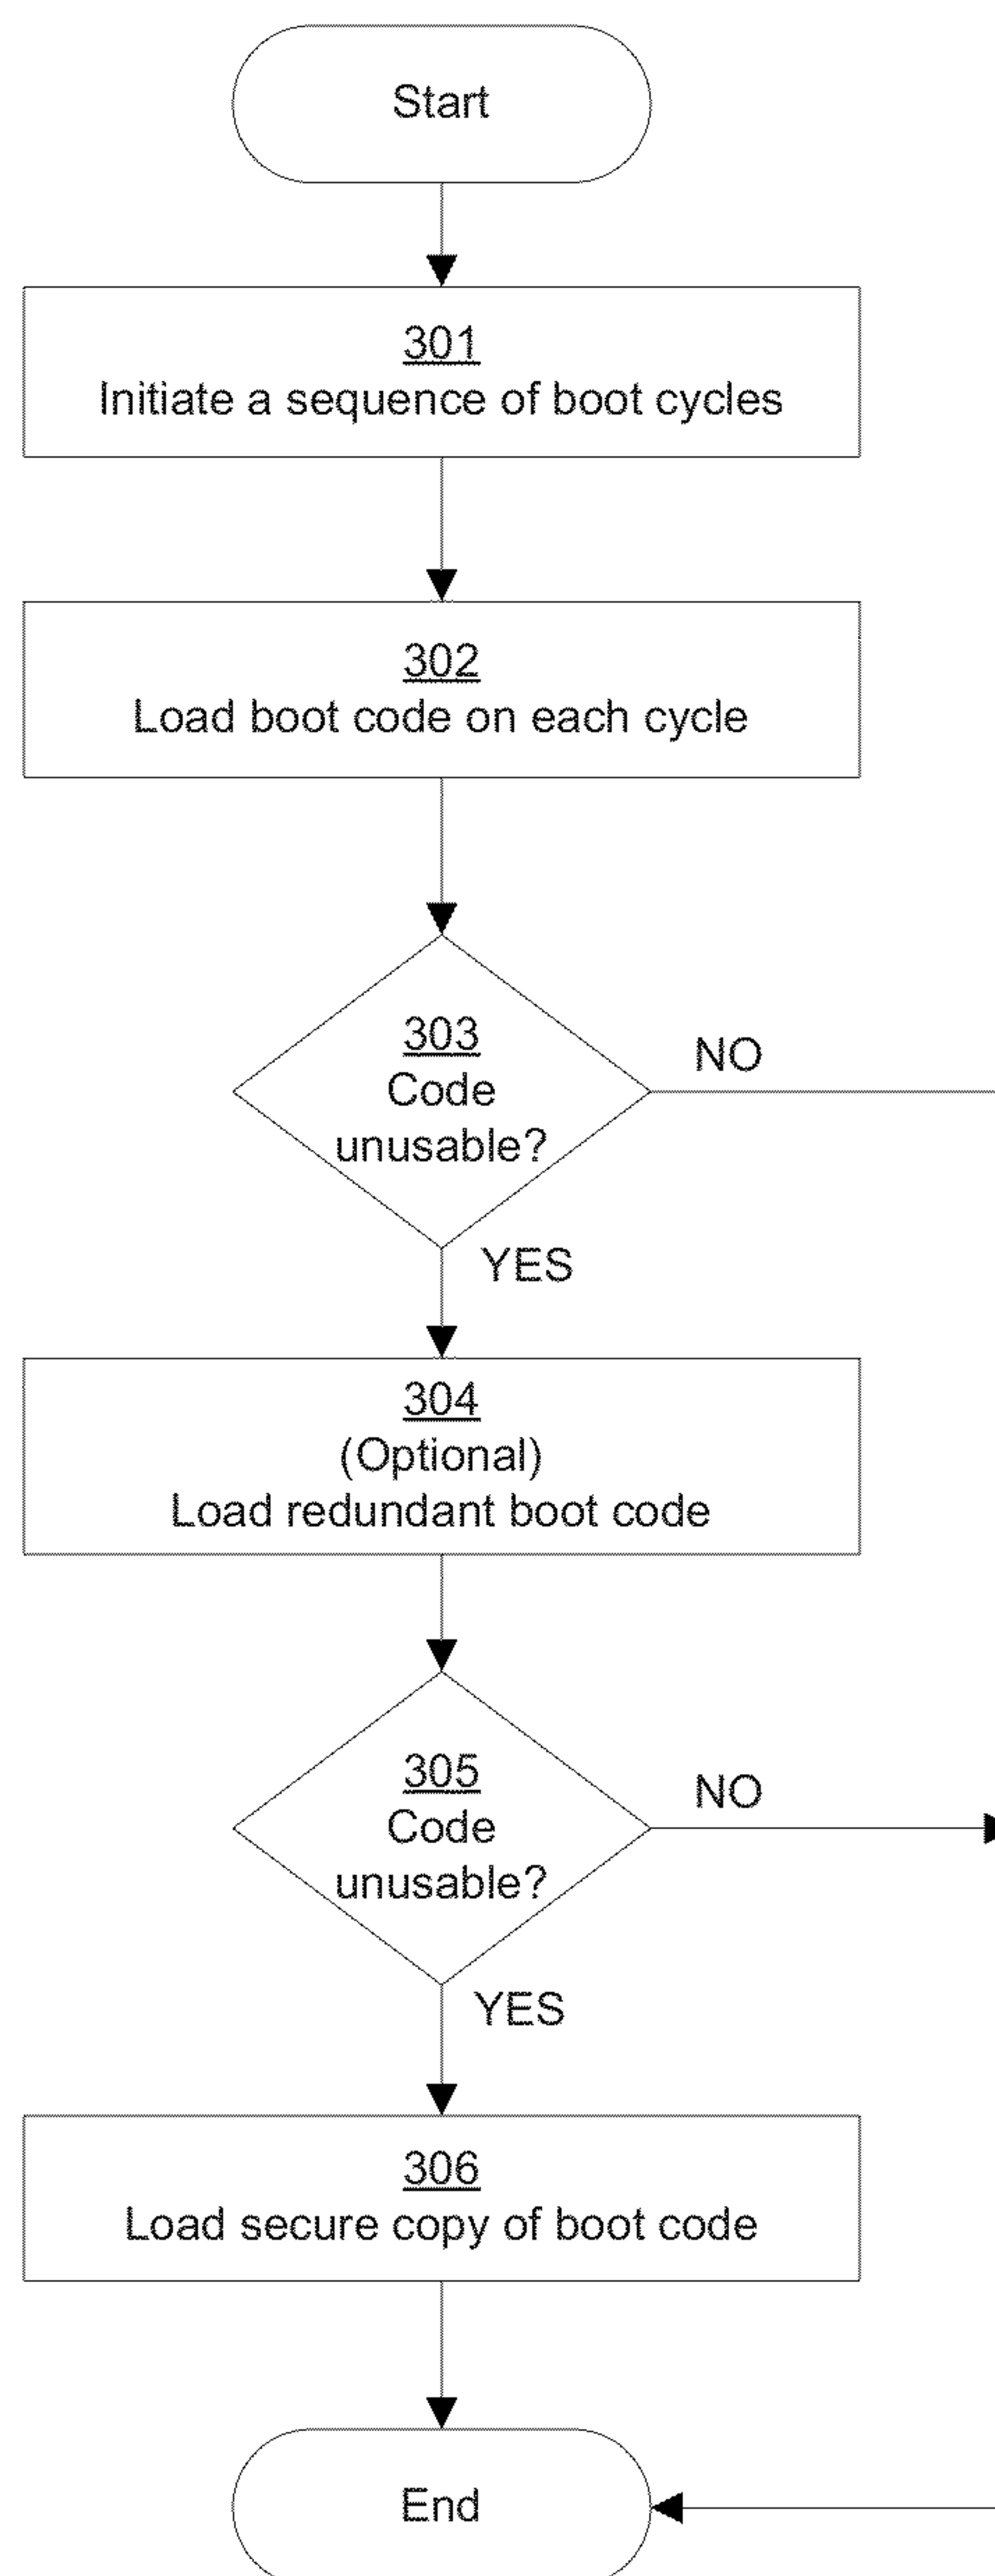 Start
301
Initiate a sequence of boot cycles
302
Load boot code on each cycle
303
Code
unusable?
NO
YES
304
(Optional)
Load redundant boot code
305
Code
unusable?
NO
YES
306
Load secure copy of boot code
End